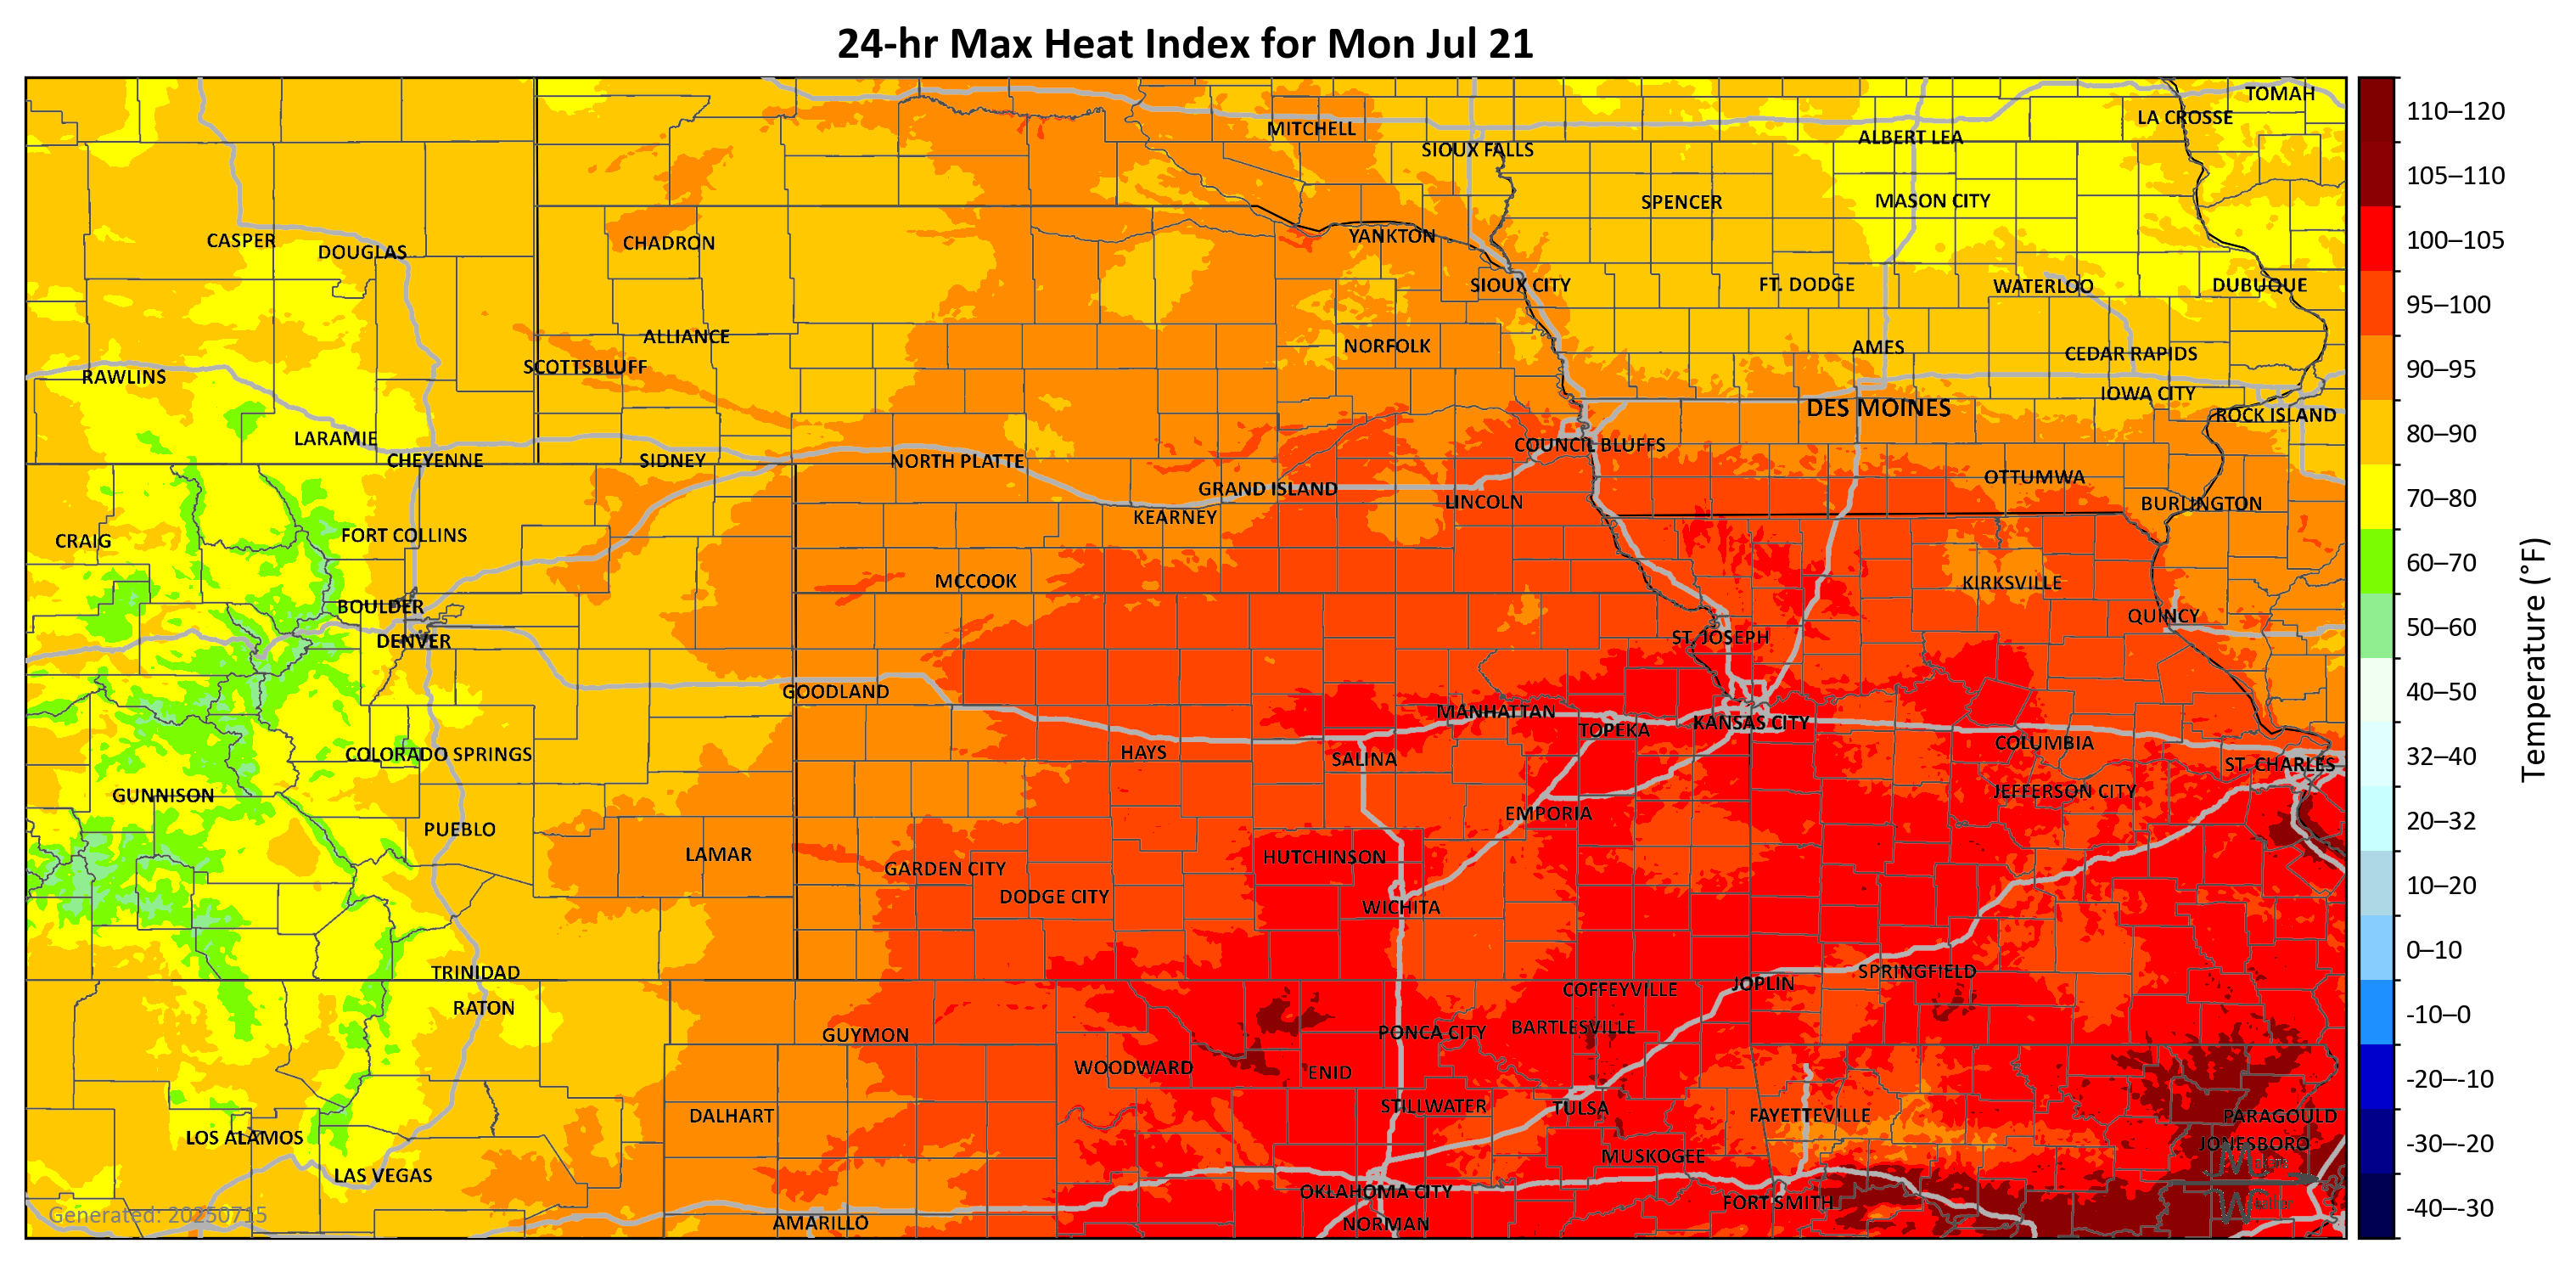 24-hr Max Heat Index for Mon Jul 21
TOMAH
LA CROSSE
MITCHELL
ALBERT LEA
SIOUX FALLS
SPENCER
MASON CITY
CASPER
DOUGLAS
CHADRON
YANKTON
SIOUX CITY
FT. DODGE
WATERLOO
DUBUQUE
ALLIANCE
NORFOLK
AMES
CEDAR RAPIDS
SCOTTSBLUFF
RAWLINS
IOWA CITY
DES MOINES
ROCK ISLAND
LARAMIE
COUNCIL BLUFFS
CHEYENNE
SIDNEY
NORTH PLATTE
OTTUMWA
GRAND ISLAND
LINCOLN
BURLINGTON
KEARNEY
CRAIG
FORT COLLINS
MCCOOK
KIRKSVILLE
BOULDER
QUINCY
DENVER
ST. JOSEPH
GOODLAND
MANHATTAN
TOPEKA
KANSAS CITY
COLUMBIA
COLORADO SPRINGS
HAYS
SALINA
ST. CHARLES
GUNNISON
JEFFERSON CITY
EMPORIA
PUEBLO
LAMAR
HUTCHINSON
GARDEN CITY
DODGE CITY
WICHITA
TRINIDAD
SPRINGFIELD
JOPLIN
COFFEYVILLE
RATON
GUYMON
PONCA CITY
BARTLESVILLE
WOODWARD
ENID
STILLWATER
TULSA
DALHART
FAYETTEVILLE
PARAGOULD
LOS ALAMOS
JONESBORO
MUSKOGEE
LAS VEGAS
OKLAHOMA CITY
FORT SMITH
AMARILLO
NORMAN
Generated: 20250715
110–120
105–110
100–105
95–100
90–95
80–90
70–80
60–70
50–60
40–50
32–40
20–32
10–20
0–10
-10–0
-20–-10
-30–-20
-40–-30
Temperature (°F)